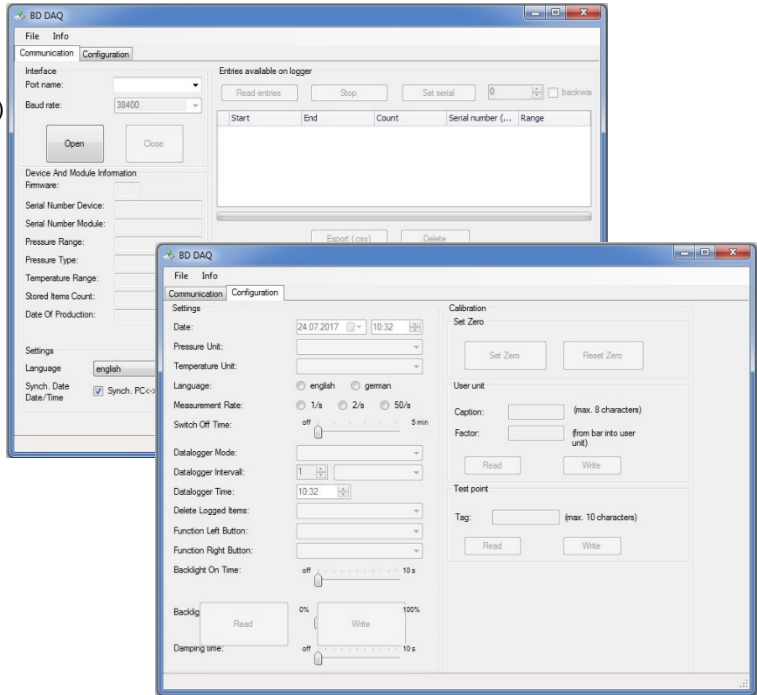 BD DAQ
File Info
Communication Configuration
Interface
Port name:
Baud rate: 38400
Open Close
Device And Module Information
Firmware:
Serial Number Device:
Serial Number Module:
Pressure Range:
Pressure Type:
Temperature Range:
Stored Items Count:
Date Of Production:
Settings
Language english
Synch. Date Date/Time
Synch. PC<->
Entries available on logger
Read entries Stop Set serial 0 backwa
Start End Count Serial number (... Range
Export (.csv) Delete
)
BD DAQ
File Info
Communication Configuration
Settings
Date: 24.07.2017 10:32
Pressure Unit:
Temperature Unit:
Language: english german
Measurement Rate: 1/s 2/s 50/s
Switch Off Time: off 5 min
Datalogger Mode:
Datalogger Intervall: 1
Datalogger Time: 10:32
Delete Logged Items:
Function Left Button:
Function Right Button:
Backlight On Time: off 10 s
Backlig 0% 100%
Read Write
Damping time: off 10 s
Calibration
Set Zero
Set Zero Reset Zero
User unit
Caption: (max. 8 characters)
Factor: (from bar into user
unit)
Read Write
Test point
Tag: (max. 10 characters)
Read Write